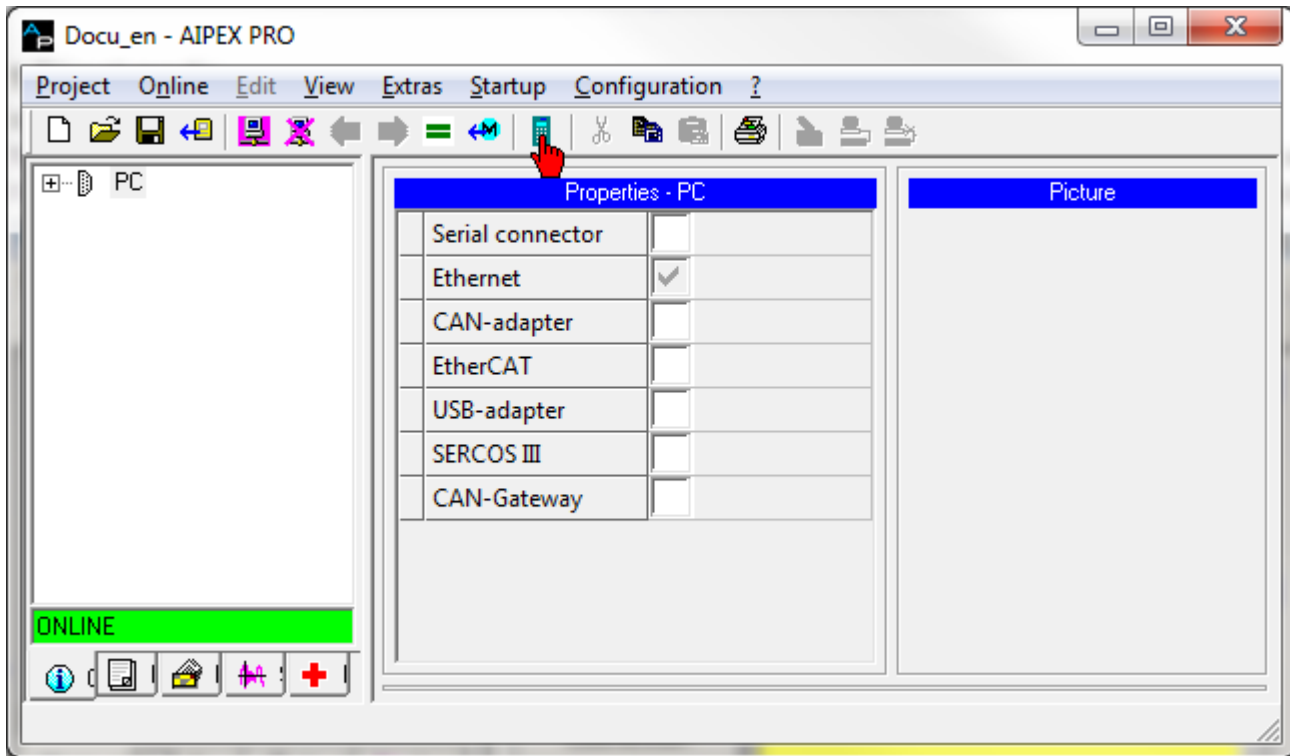 Docu_en - AIPEX PRO
Project Online Edit View Extras Startup Configuration ?
PC
Properties - PC
Picture
Serial connector
Ethernet
CAN-adapter
EtherCAT
USB-adapter
SERCOS III
CAN-Gateway
ONLINE